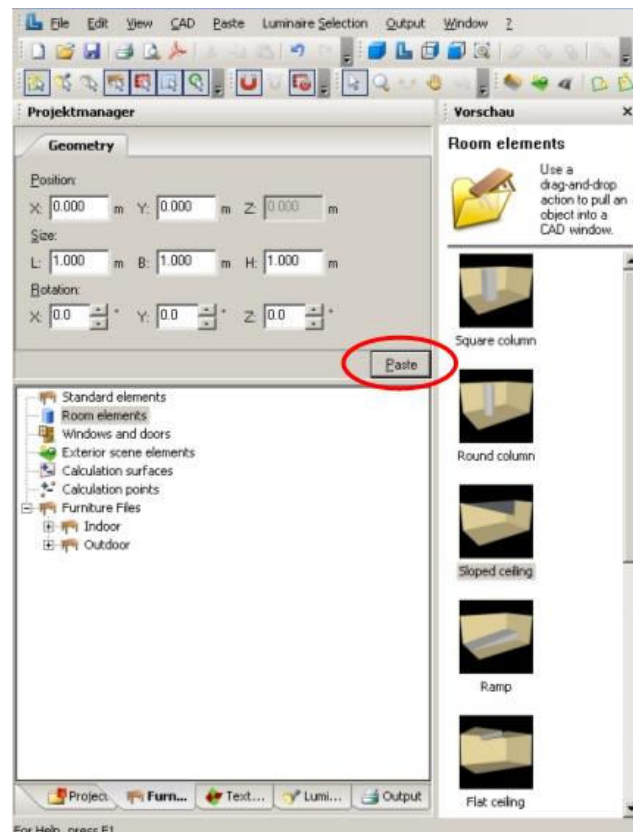 File Edit View CAD Paste Luminaire Selection Output Window ?
Projektmanager
Geometry
Position:
X: 0.000 m Y: 0.000 m Z: 0.000 m
Size:
L: 1.000 m B: 1.000 m H: 1.000 m
Rotation:
X: 0.0 ° Y: 0.0 ° Z: 0.0 °
Paste
Standard elements
Room elements
Windows and doors
Exterior scene elements
Calculation surfaces
Calculation points
Furniture Files
Indoor
Outdoor
Project Furn... Text... Lumi... Output
For Help, press F1
Vorschau
Room elements
Use a
drag-and-drop
action to pull an
object into a
CAD window.
Square column
Round column
Sloped ceiling
Ramp
Flat ceiling